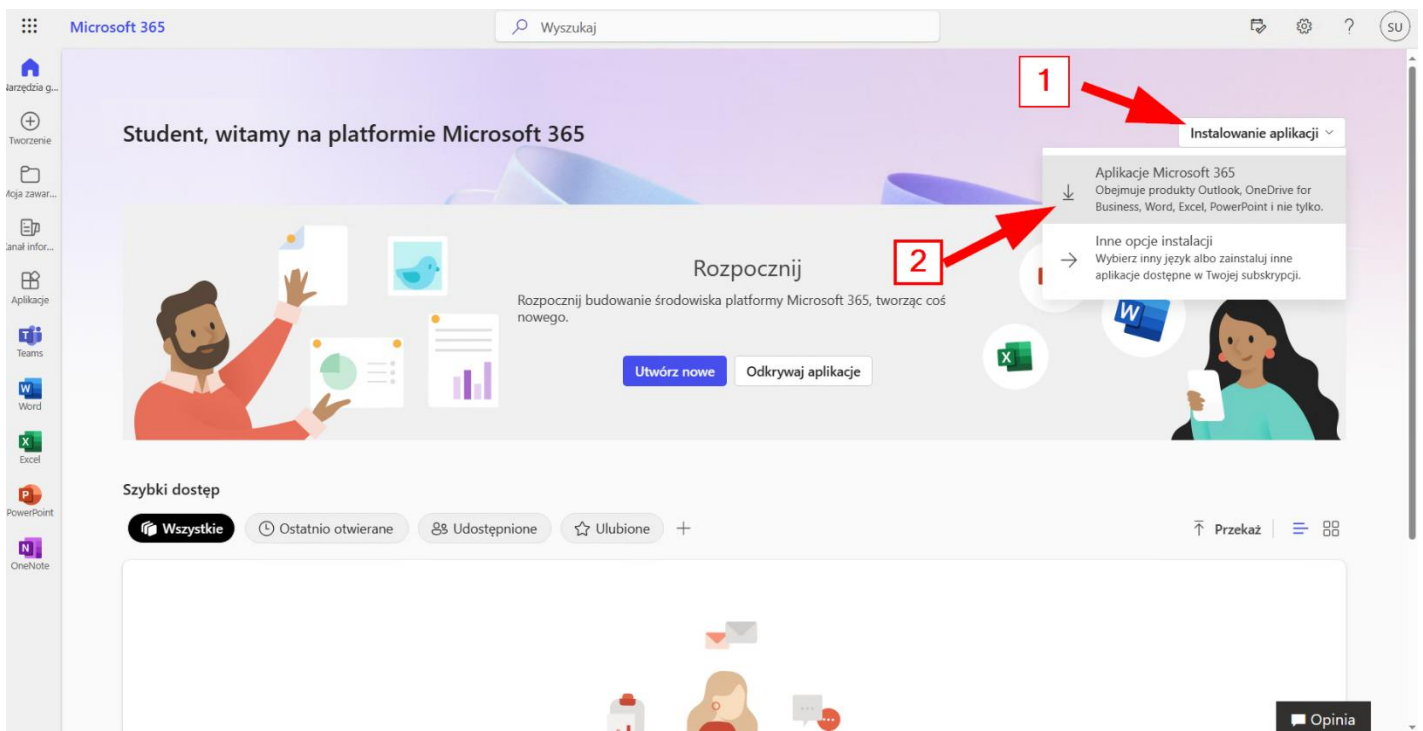 Microsoft 365
Wyszukaj
?
SU
Narzędzia g...
Tworzenie
Moja zawar...
Kanał infor...
Aplikacje
Teams
Word
Excel
PowerPoint
OneNote
1
Student, witamy na platformie Microsoft 365
Instalowanie aplikacji
Aplikacje Microsoft 365
Obejmuje produkty Outlook, OneDrive for
Business, Word, Excel, PowerPoint i nie tylko.
2
Inne opcje instalacji
Wybierz inny język albo zainstaluj inne
aplikacje dostępne w Twojej subskrypcji.
Rozpocznij
Rozpocznij budowanie środowiska platformy Microsoft 365, tworząc coś
nowego.
Utwórz nowe
Odkrywaj aplikacje
Szybki dostęp
Wszystkie
Ostatnio otwierane
Udostępnione
Ulubione
Przekaż
Opinia